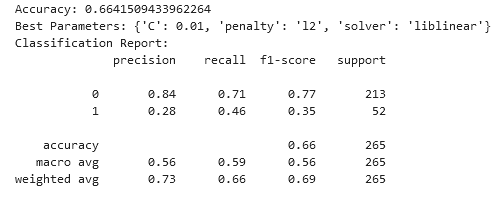 Accuracy: 0.6641509433962264
Best Parameters: {'C': 0.01, 'penalty': 'l2', 'solver': 'liblinear'}
Classification Report:
precision recall f1-score support
0 0.84 0.71 0.77 213
1 0.28 0.46 0.35 52
accuracy 0.66 265
macro avg 0.56 0.59 0.56 265
weighted avg 0.73 0.66 0.69 265